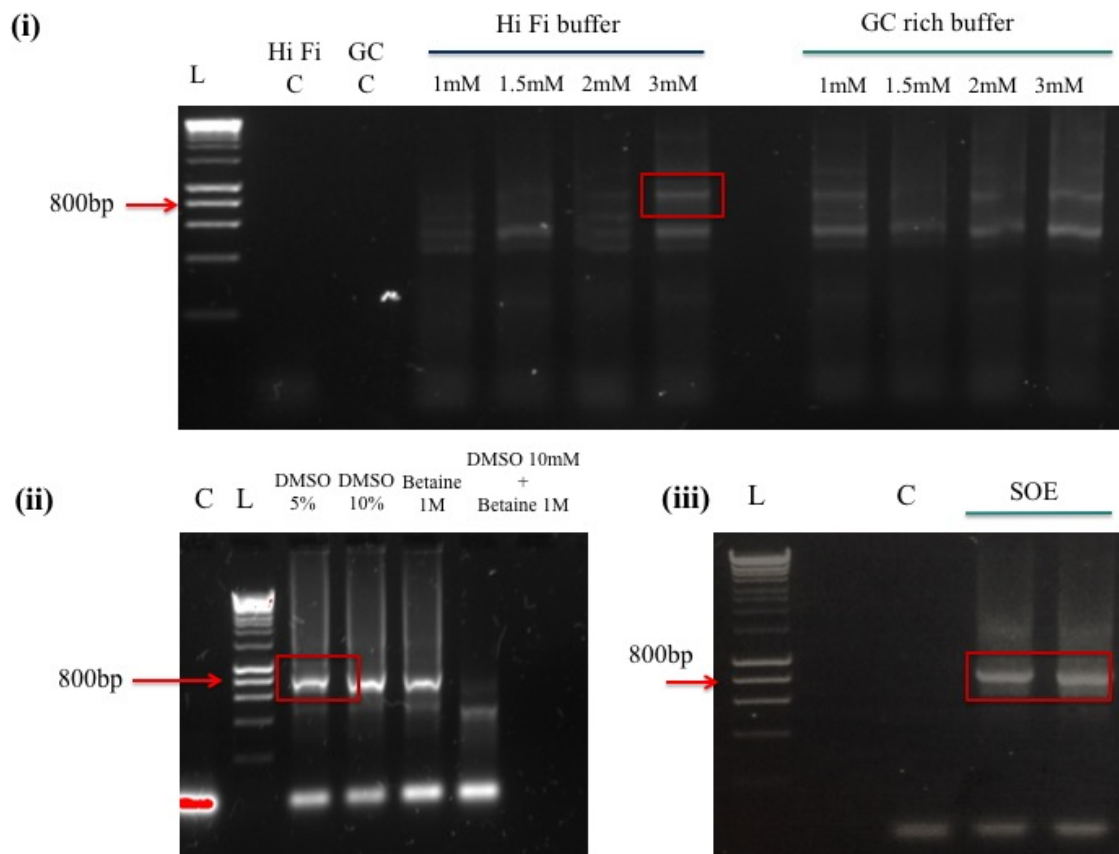 (i)
Hi Fi buffer
GC rich buffer
L
Hi Fi
C
GC
C
1mM 1.5mM 2mM 3mM
1mM 1.5mM 2mM 3mM
800bp
(ii)
C L
DMSO
5%
DMSO
10%
Betaine
1M
DMSO 10mM
+
Betaine 1M
800bp
(iii)
L C SOE
800bp